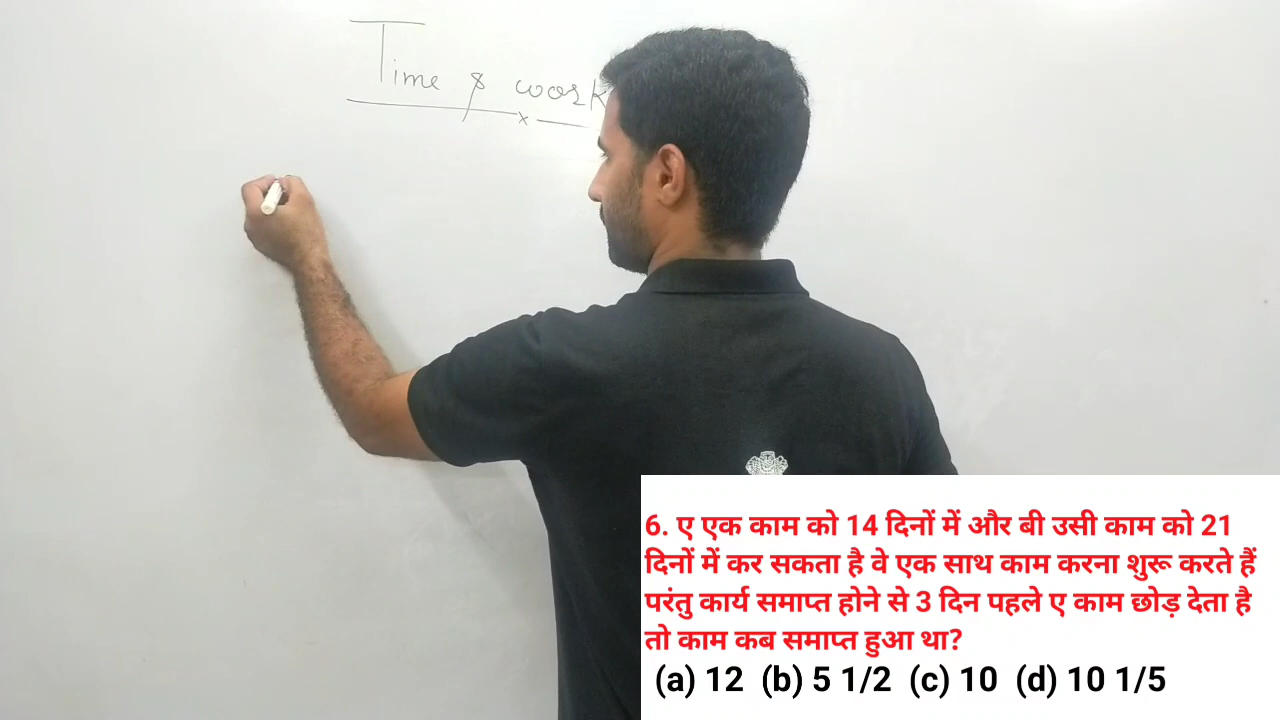 Time & work
6. ए एक काम को 14 दिनों में और बी उसी काम को 21
दिनों में कर सकता है वे एक साथ काम करना शुरू करते हैं
परंतु कार्य समाप्त होने से 3 दिन पहले ए काम छोड़ देता है
तो काम कब समाप्त हुआ था?
(a) 12 (b) 5 1/2 (c) 10 (d) 10 1/5